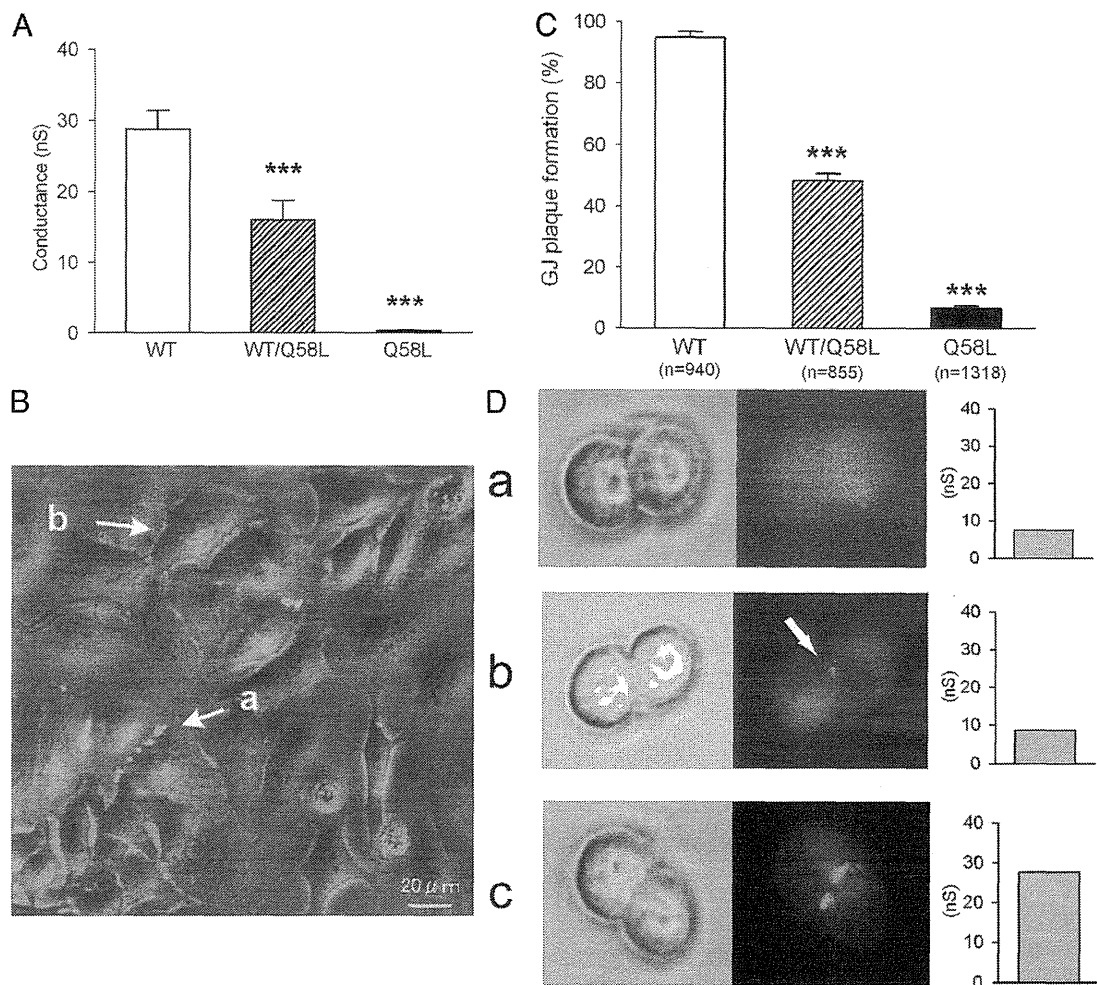 A
40
30
20
10
0
Conductance (nS)
***
***
WT
WT/Q58L
Q58L
C
100
80
60
40
20
0
GJ plaque formation (%)
***
***
WT
(n=940)
WT/Q58L
(n=855)
Q58L
(n=1318)
B
b
a
20 μm
D
a
40
30
20
10
0
(nS)
b
40
30
20
10
0
(nS)
c
40
30
20
10
0
(nS)